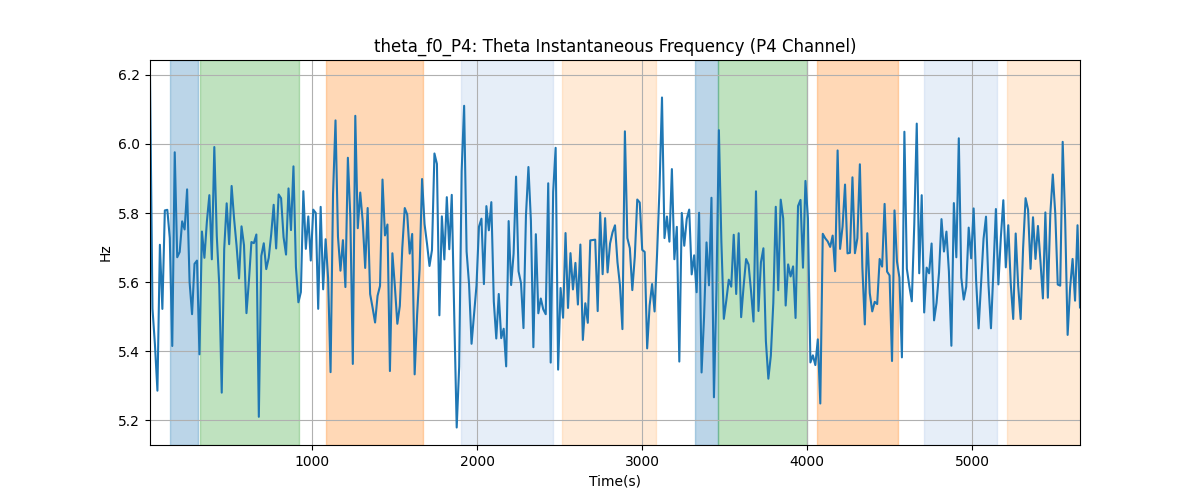 theta_f0_P4: Theta Instantaneous Frequency (P4 Channel)
6.2
6.0
5.8
5.6
5.4
5.2
Hz
1000 2000 3000 4000 5000
Time(s)